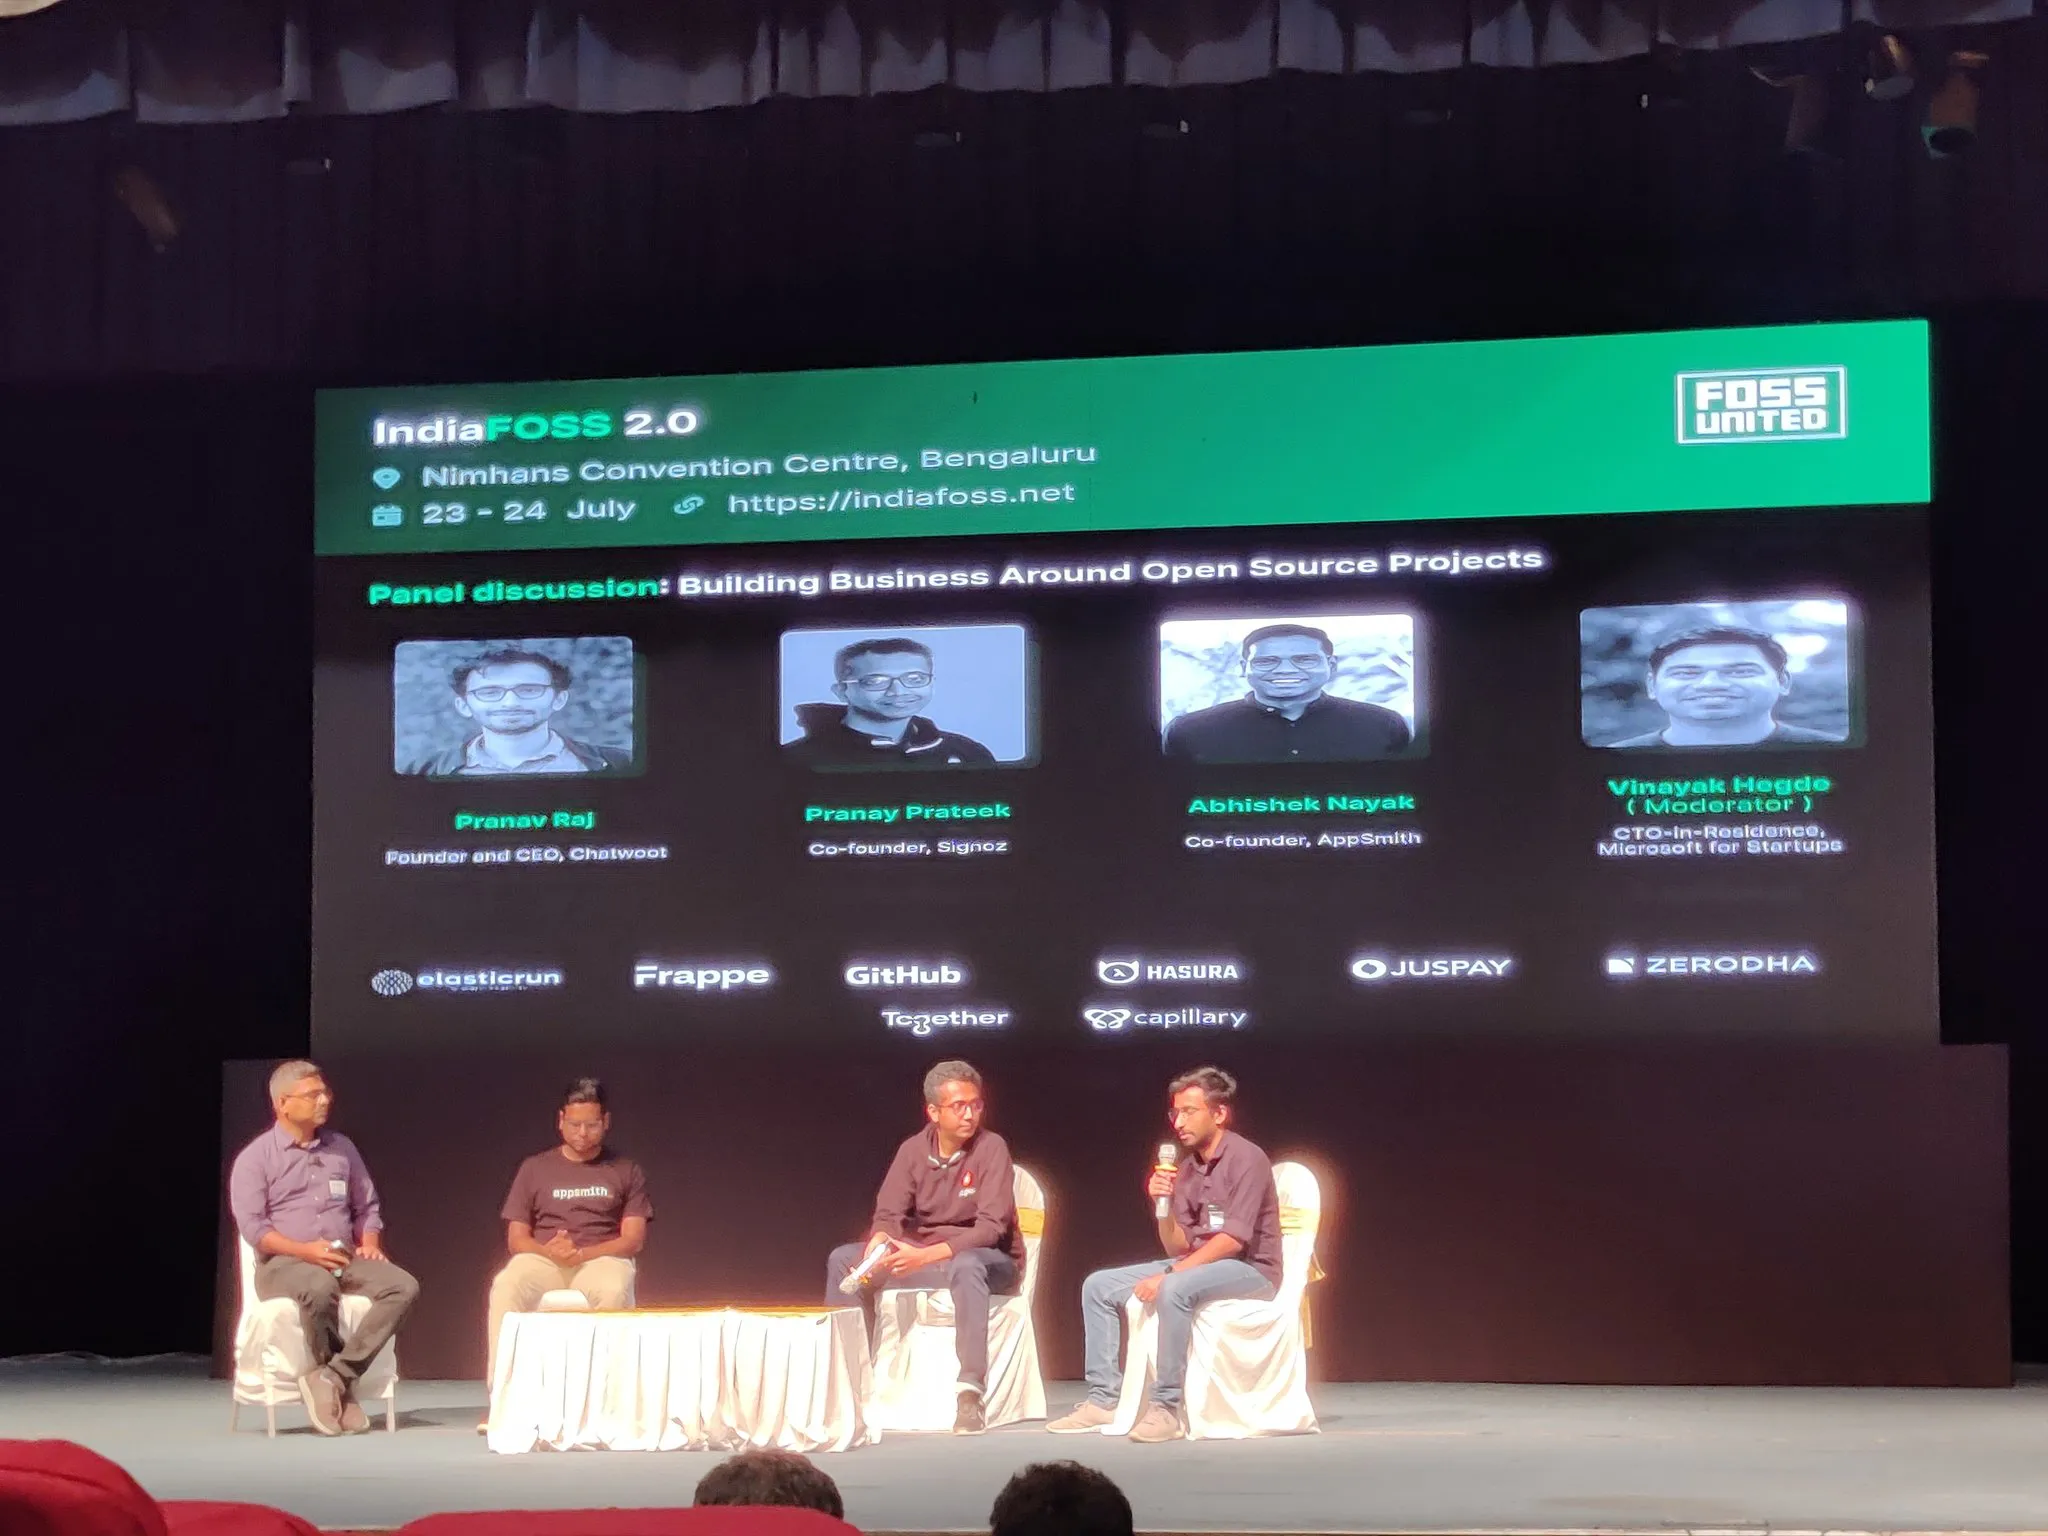 IndiaFOSS 2.0
Nimhans Convention Centre, Bengaluru
23 - 24 July https://indiafoss.net
FOSS
UNITED
Panel discussion: Building Business Around Open Source Projects
Pranav Raj
Founder and CEO, Chatwoot
Pranay Prateek
Co-founder, Signoz
Abhishek Nayak
Co-founder, AppSmith
Vinayak Hegde
( Moderator )
CTO-in-Residence,
Microsoft for Startups
elasticrun
Frappe
GitHub
HASURA
JUSPAY
ZERODHA
Together
capillary
appsmith_